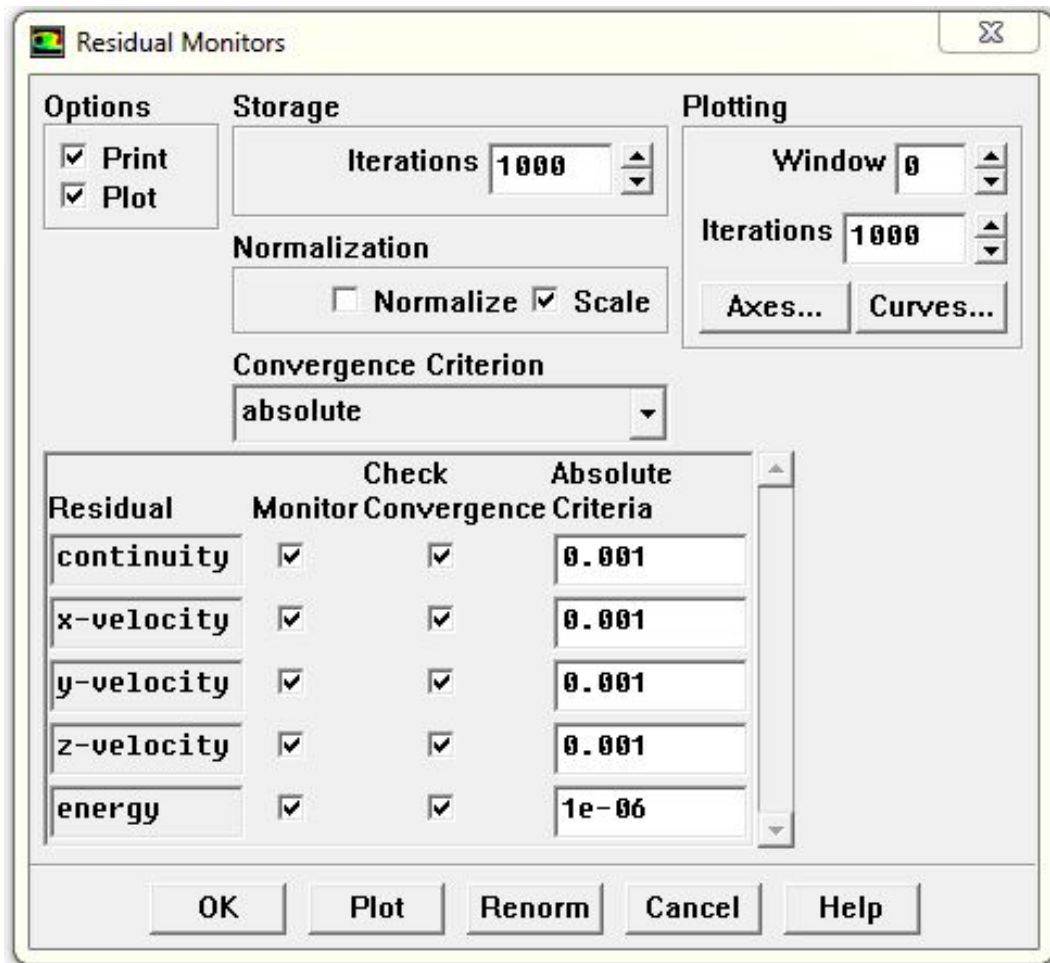 Residual Monitors
Options
Print
Plot
Storage
Iterations 1000
Normalization
Normalize Scale
Convergence Criterion
absolute
Plotting
Window 0
Iterations 1000
Axes... Curves...
Check Absolute
Residual Monitor Convergence Criteria
continuity 0.001
x-velocity 0.001
y-velocity 0.001
z-velocity 0.001
energy 1e-06
OK Plot Renorm Cancel Help